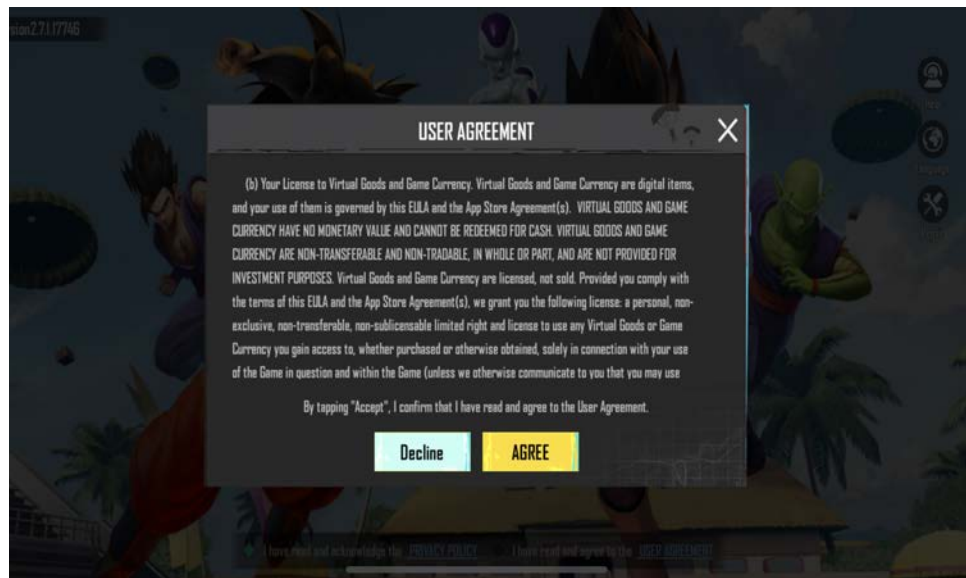 sion2.7.1.17746
USER AGREEMENT
(b) Your License to Virtual Goods and Game Currency. Virtual Goods and Game Currency are digital items,
and your use of them is governed by this EULA and the App Store Agreement(s). VIRTUAL GOODS AND GAME
CURRENCY HAVE NO MONETARY VALUE AND CANNOT BE REDEEMED FOR CASH. VIRTUAL GOODS AND GAME
CURRENCY ARE NON-TRANSFERABLE AND NON-TRADABLE, IN WHOLE OR PART, AND ARE NOT PROVIDED FOR
INVESTMENT PURPOSES. Virtual Goods and Game Currency are licensed, not sold. Provided you comply with
the terms of this EULA and the App Store Agreement(s), we grant you the following license: a personal, non-
exclusive, non-transferable, non-sublicensable limited right and license to use any Virtual Goods or Game
Currency you gain access to, whether purchased or otherwise obtained, solely in connection with your use
of the Game in question and within the Game (unless we otherwise communicate to you that you may use
By tapping "Accept", I confirm that I have read and agree to the User Agreement.
Decline
AGREE
I have read and acknowledge the PRIVACY POLICY
I have read and agree to the USER AGREEMENT